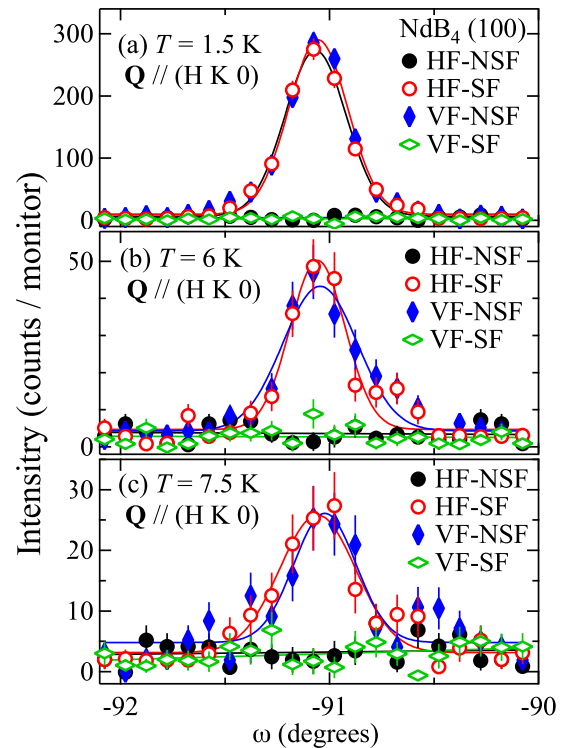 (a) T = 1.5 K
Q // (H K 0)
NdB4 (100)
HF-NSF
HF-SF
VF-NSF
VF-SF
300
200
100
0
(b) T = 6 K
Q // (H K 0)
HF-NSF
HF-SF
VF-NSF
VF-SF
50
0
(c) T = 7.5 K
Q // (H K 0)
HF-NSF
HF-SF
VF-NSF
VF-SF
30
20
10
0
Intensitry (counts / monitor)
-92
-91
-90
ω (degrees)